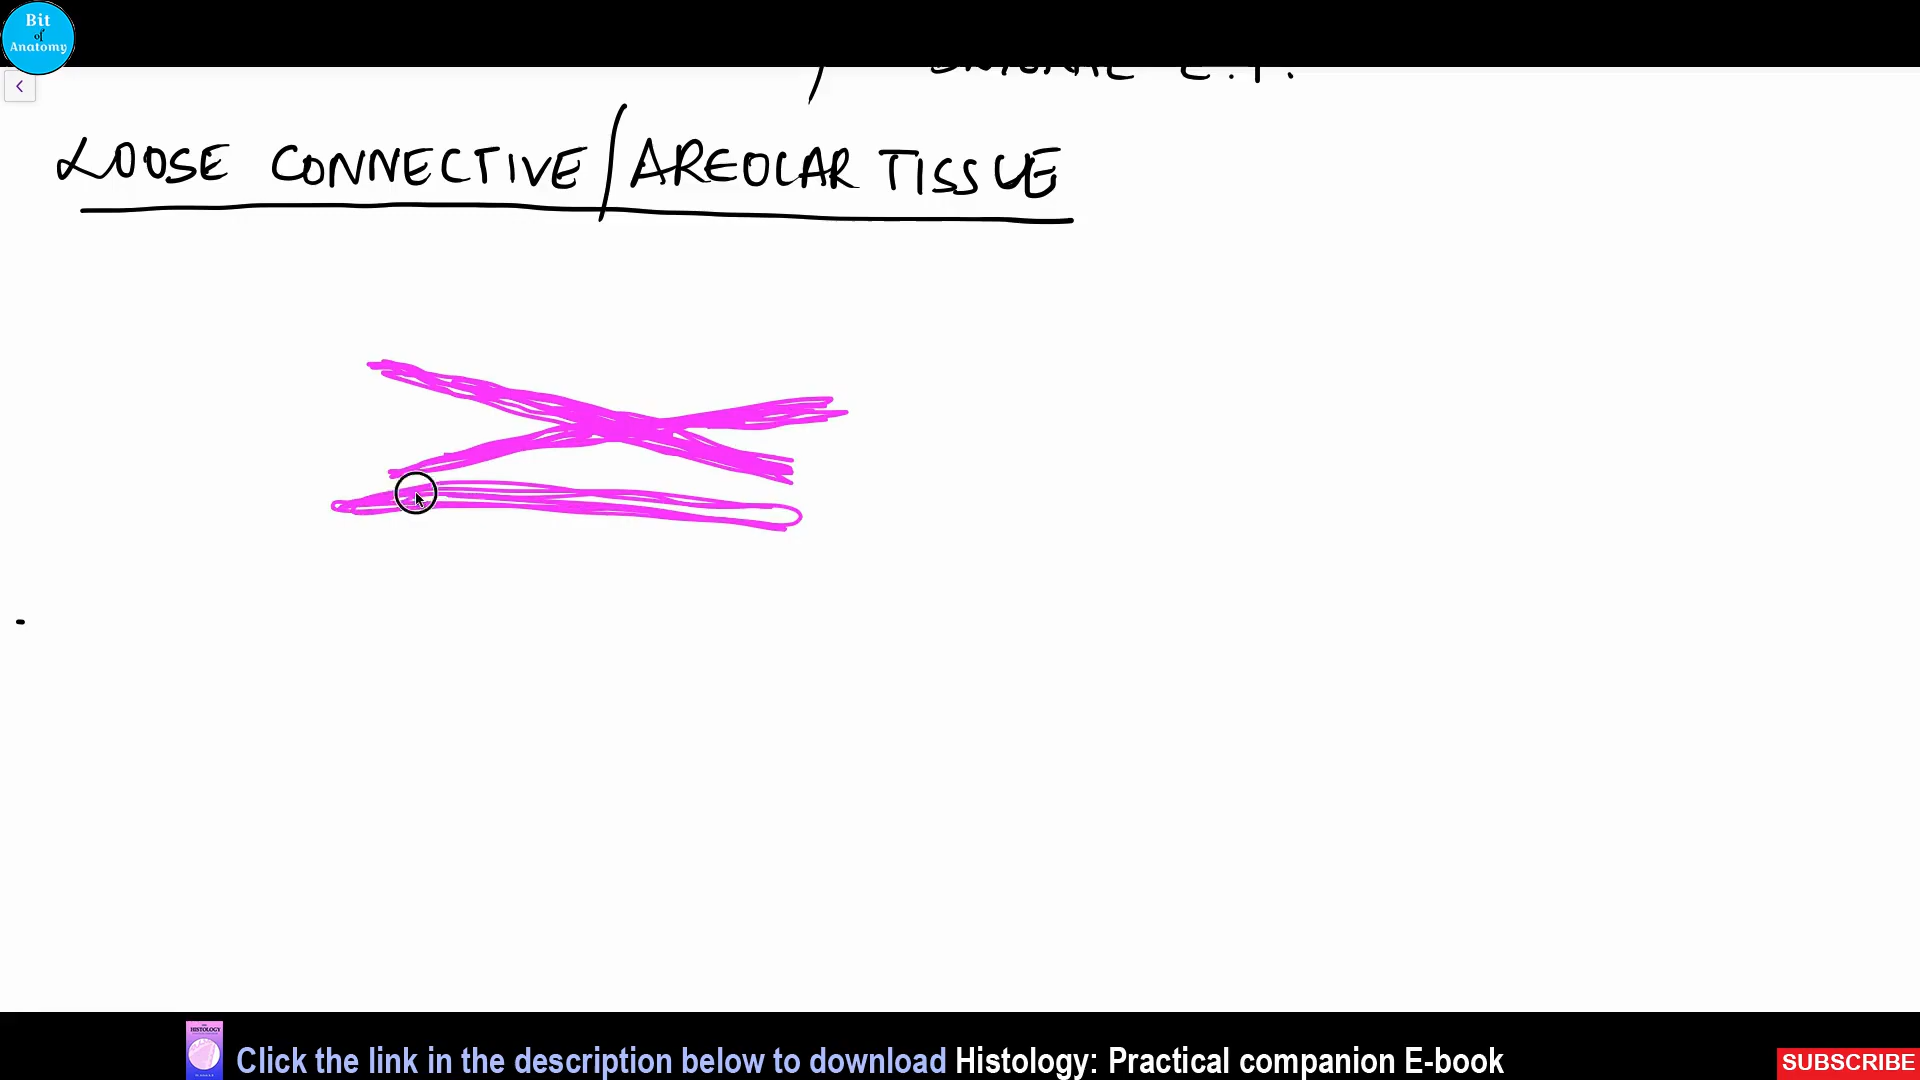 Bit
of
Anatomy
LOOSE CONNECTIVE/AREOLAR TISSUE
HISTOLOGY
Click the link in the description below to download Histology: Practical companion E-book
SUBSCRIBE